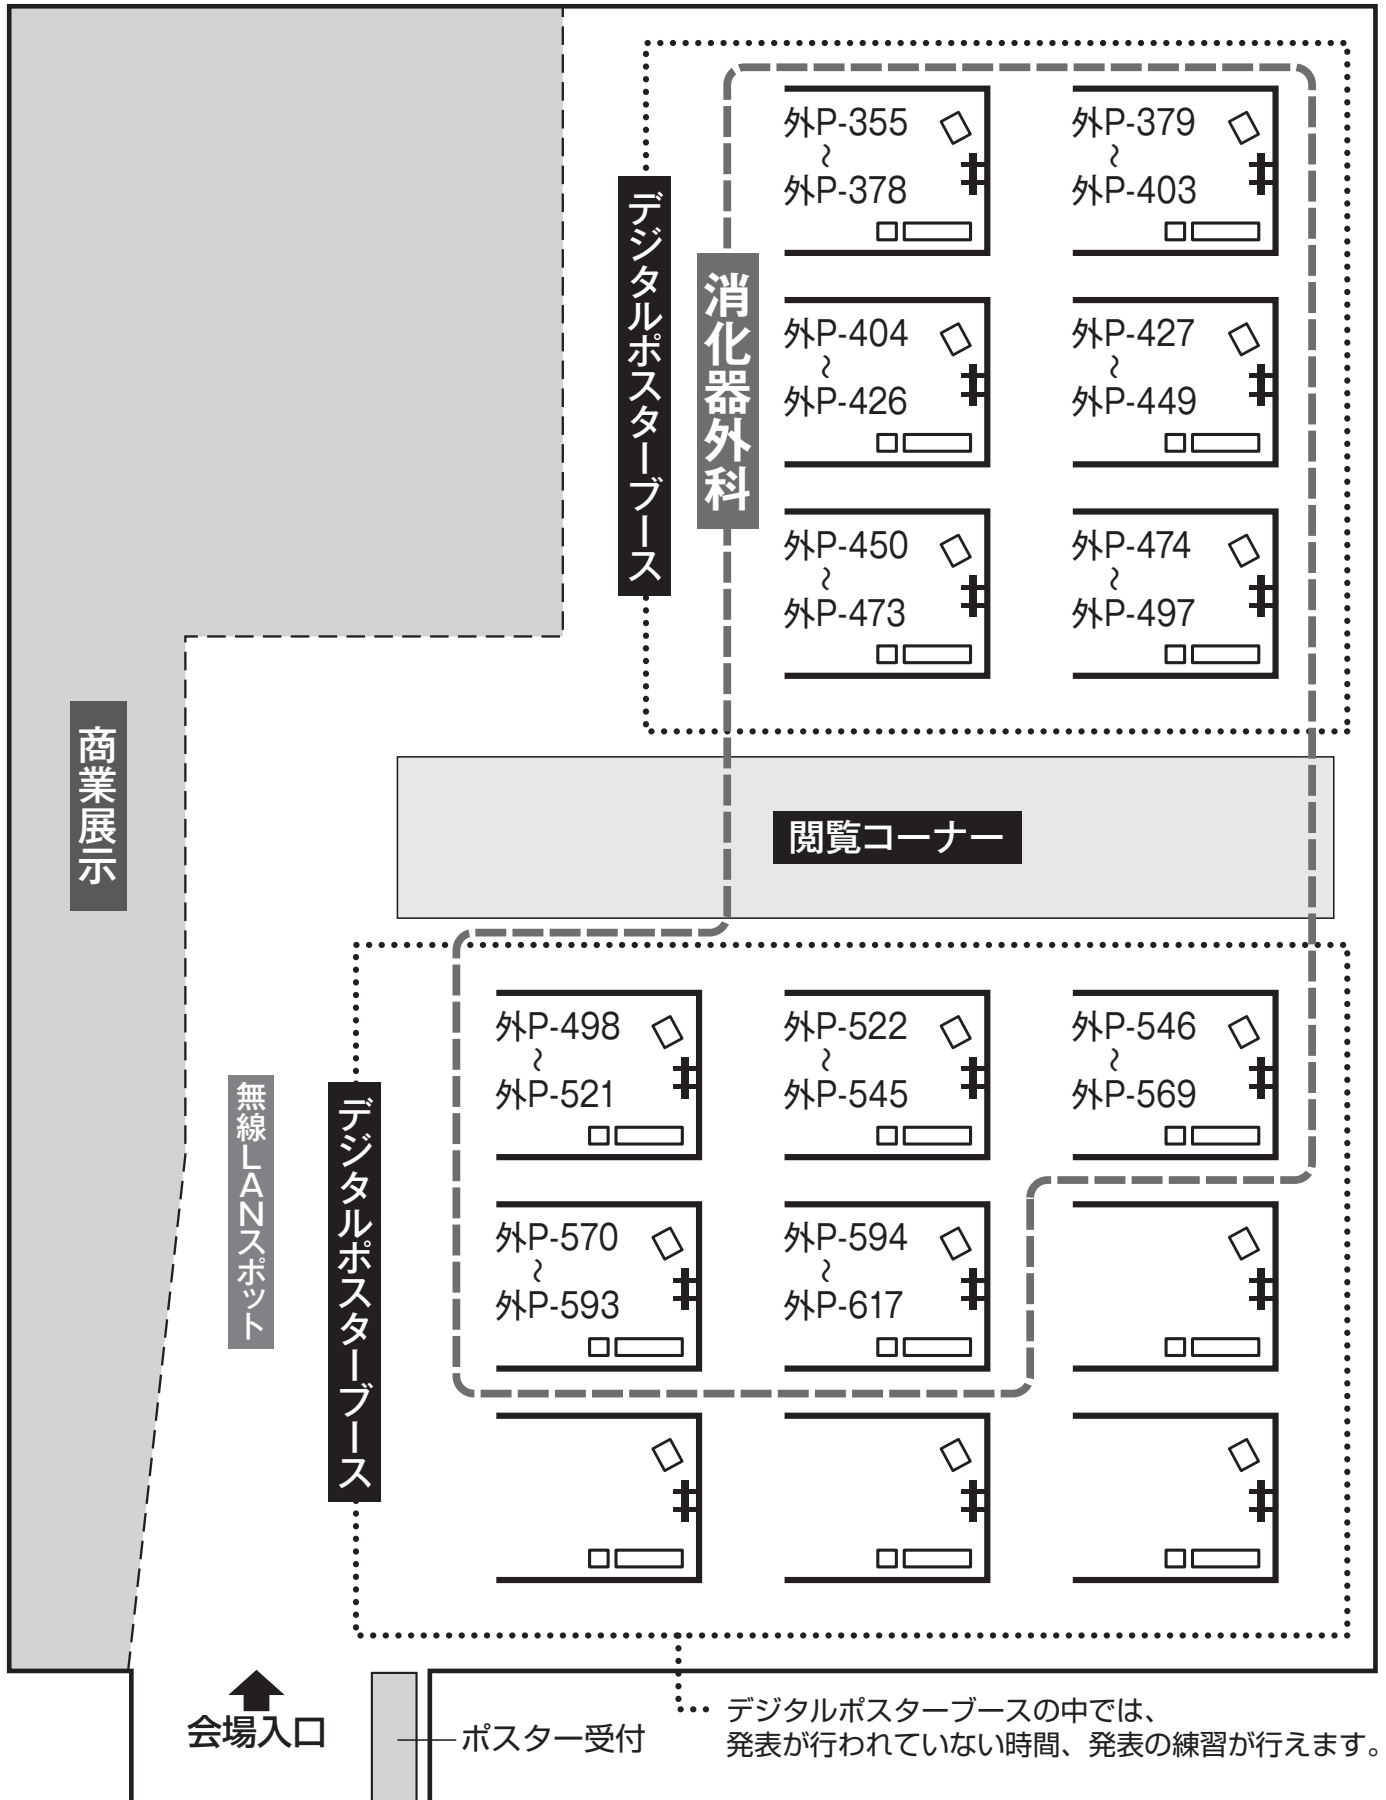 デジタルポスターブース
消化器外科
外P-355
〜
外P-378
外P-379
〜
外P-403
外P-404
〜
外P-426
外P-427
〜
外P-449
外P-450
〜
外P-473
外P-474
〜
外P-497
商業展示
閲覧コーナー
無線LANスポット
デジタルポスターブース
外P-498
〜
外P-521
外P-522
〜
外P-545
外P-546
〜
外P-569
外P-570
〜
外P-593
外P-594
〜
外P-617
会場入口
ポスター受付
デジタルポスターブースの中では、
発表が行われていない時間、発表の練習が行えます。